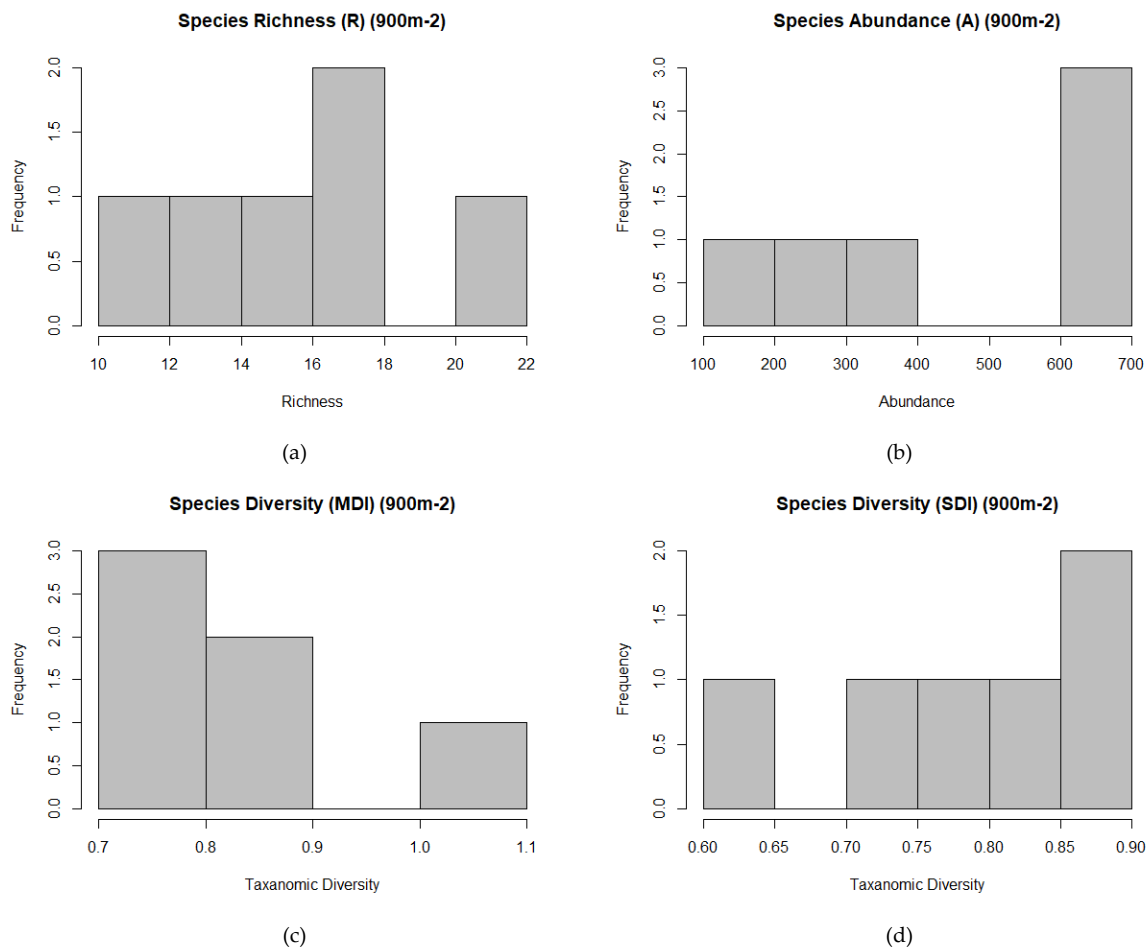 Species Richness (R) (900m-2)
Frequency
0.0 0.5 1.0 1.5 2.0
10 12 14 16 18 20 22
Richness
(a)
Species Abundance (A) (900m-2)
Frequency
0.0 0.5 1.0 1.5 2.0 2.5 3.0
100 200 300 400 500 600 700
Abundance
(b)
Species Diversity (MDI) (900m-2)
Frequency
0.0 0.5 1.0 1.5 2.0 2.5 3.0
0.7 0.8 0.9 1.0 1.1
Taxanomic Diversity
(c)
Species Diversity (SDI) (900m-2)
Frequency
0.0 0.5 1.0 1.5 2.0
0.60 0.65 0.70 0.75 0.80 0.85 0.90
Taxanomic Diversity
(d)